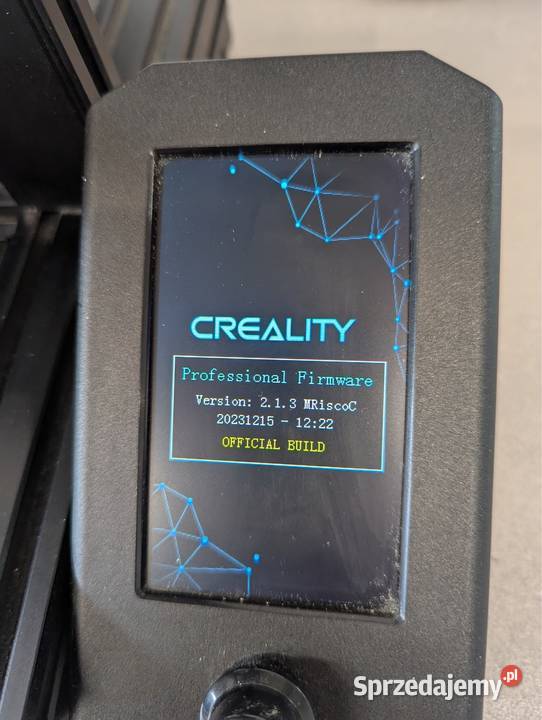 CREALITY
Professional Firmware
Version: 2.1.3 MRiscoC
20231215 - 12:22
OFFICIAL BUILD
Sprzedajemy.pl